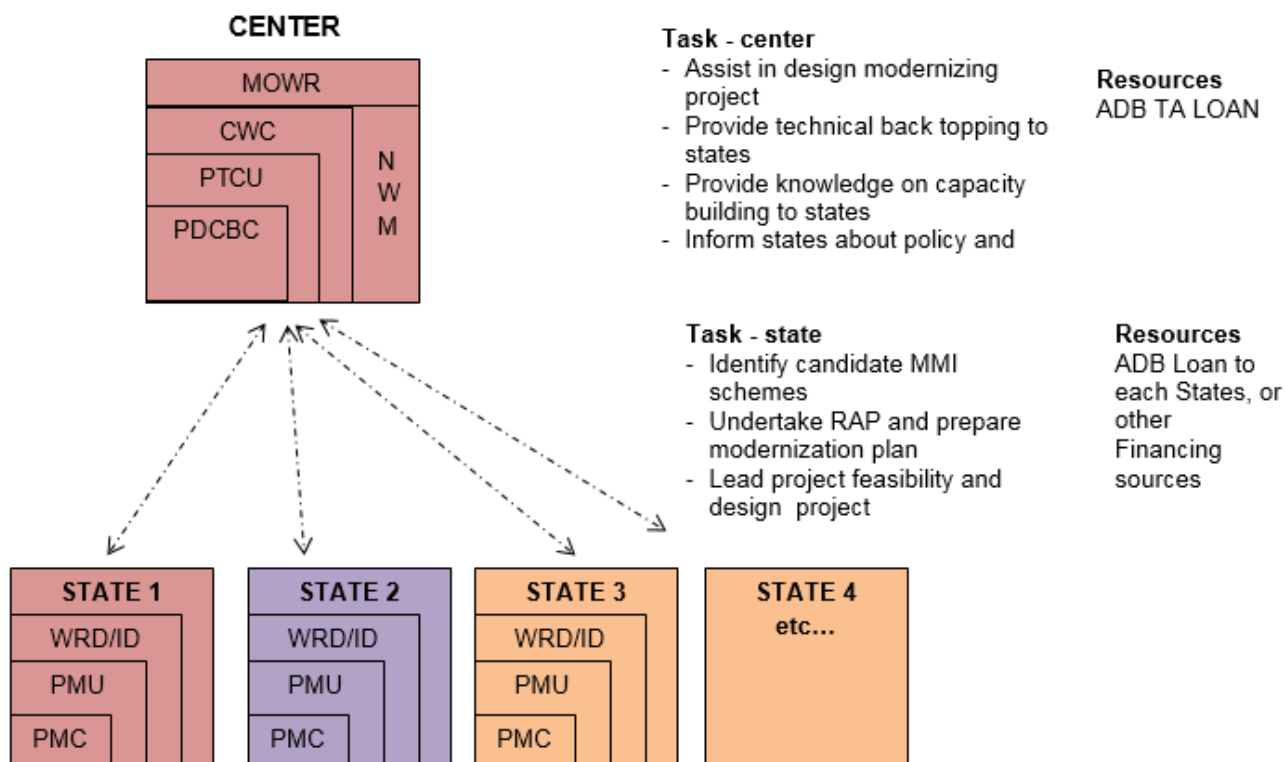 CENTER
MOWR
CWC
PTCU
PDCBC
N
W
M
Task - center
- Assist in design modernizing
project
- Provide technical back topping to
states
- Provide knowledge on capacity
building to states
- Inform states about policy and
Resources
ADB TA LOAN
Task - state
- Identify candidate MMI
schemes
- Undertake RAP and prepare
modernization plan
- Lead project feasibility and
design project
Resources
ADB Loan to
each States, or
other
Financing
sources
STATE 1
WRD/ID
PMU
PMC
STATE 2
WRD/ID
PMU
PMC
STATE 3
WRD/ID
PMU
PMC
STATE 4
etc...